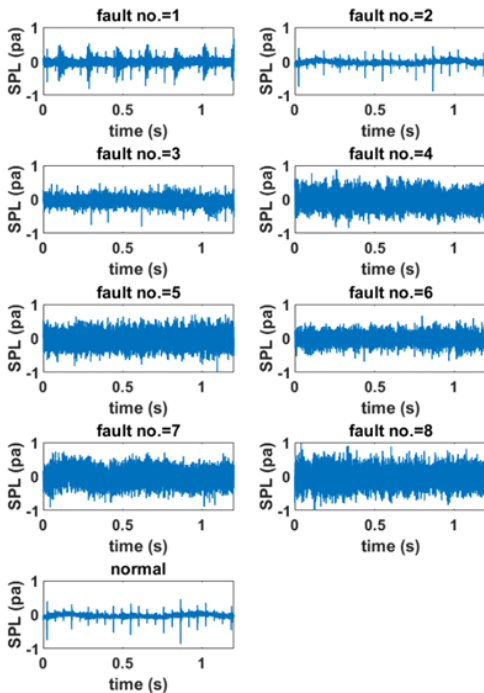 fault no.=1
SPL (pa)
1
0
-1
0 0.5 1
time (s)
fault no.=2
SPL (pa)
1
0
-1
0 0.5 1
time (s)
fault no.=3
SPL (pa)
1
0
-1
0 0.5 1
time (s)
fault no.=4
SPL (pa)
1
0
-1
0 0.5 1
time (s)
fault no.=5
SPL (pa)
1
0
-1
0 0.5 1
time (s)
fault no.=6
SPL (pa)
1
0
-1
0 0.5 1
time (s)
fault no.=7
SPL (pa)
1
0
-1
0 0.5 1
time (s)
fault no.=8
SPL (pa)
1
0
-1
0 0.5 1
time (s)
normal
SPL (pa)
1
0
-1
0 0.5 1
time (s)